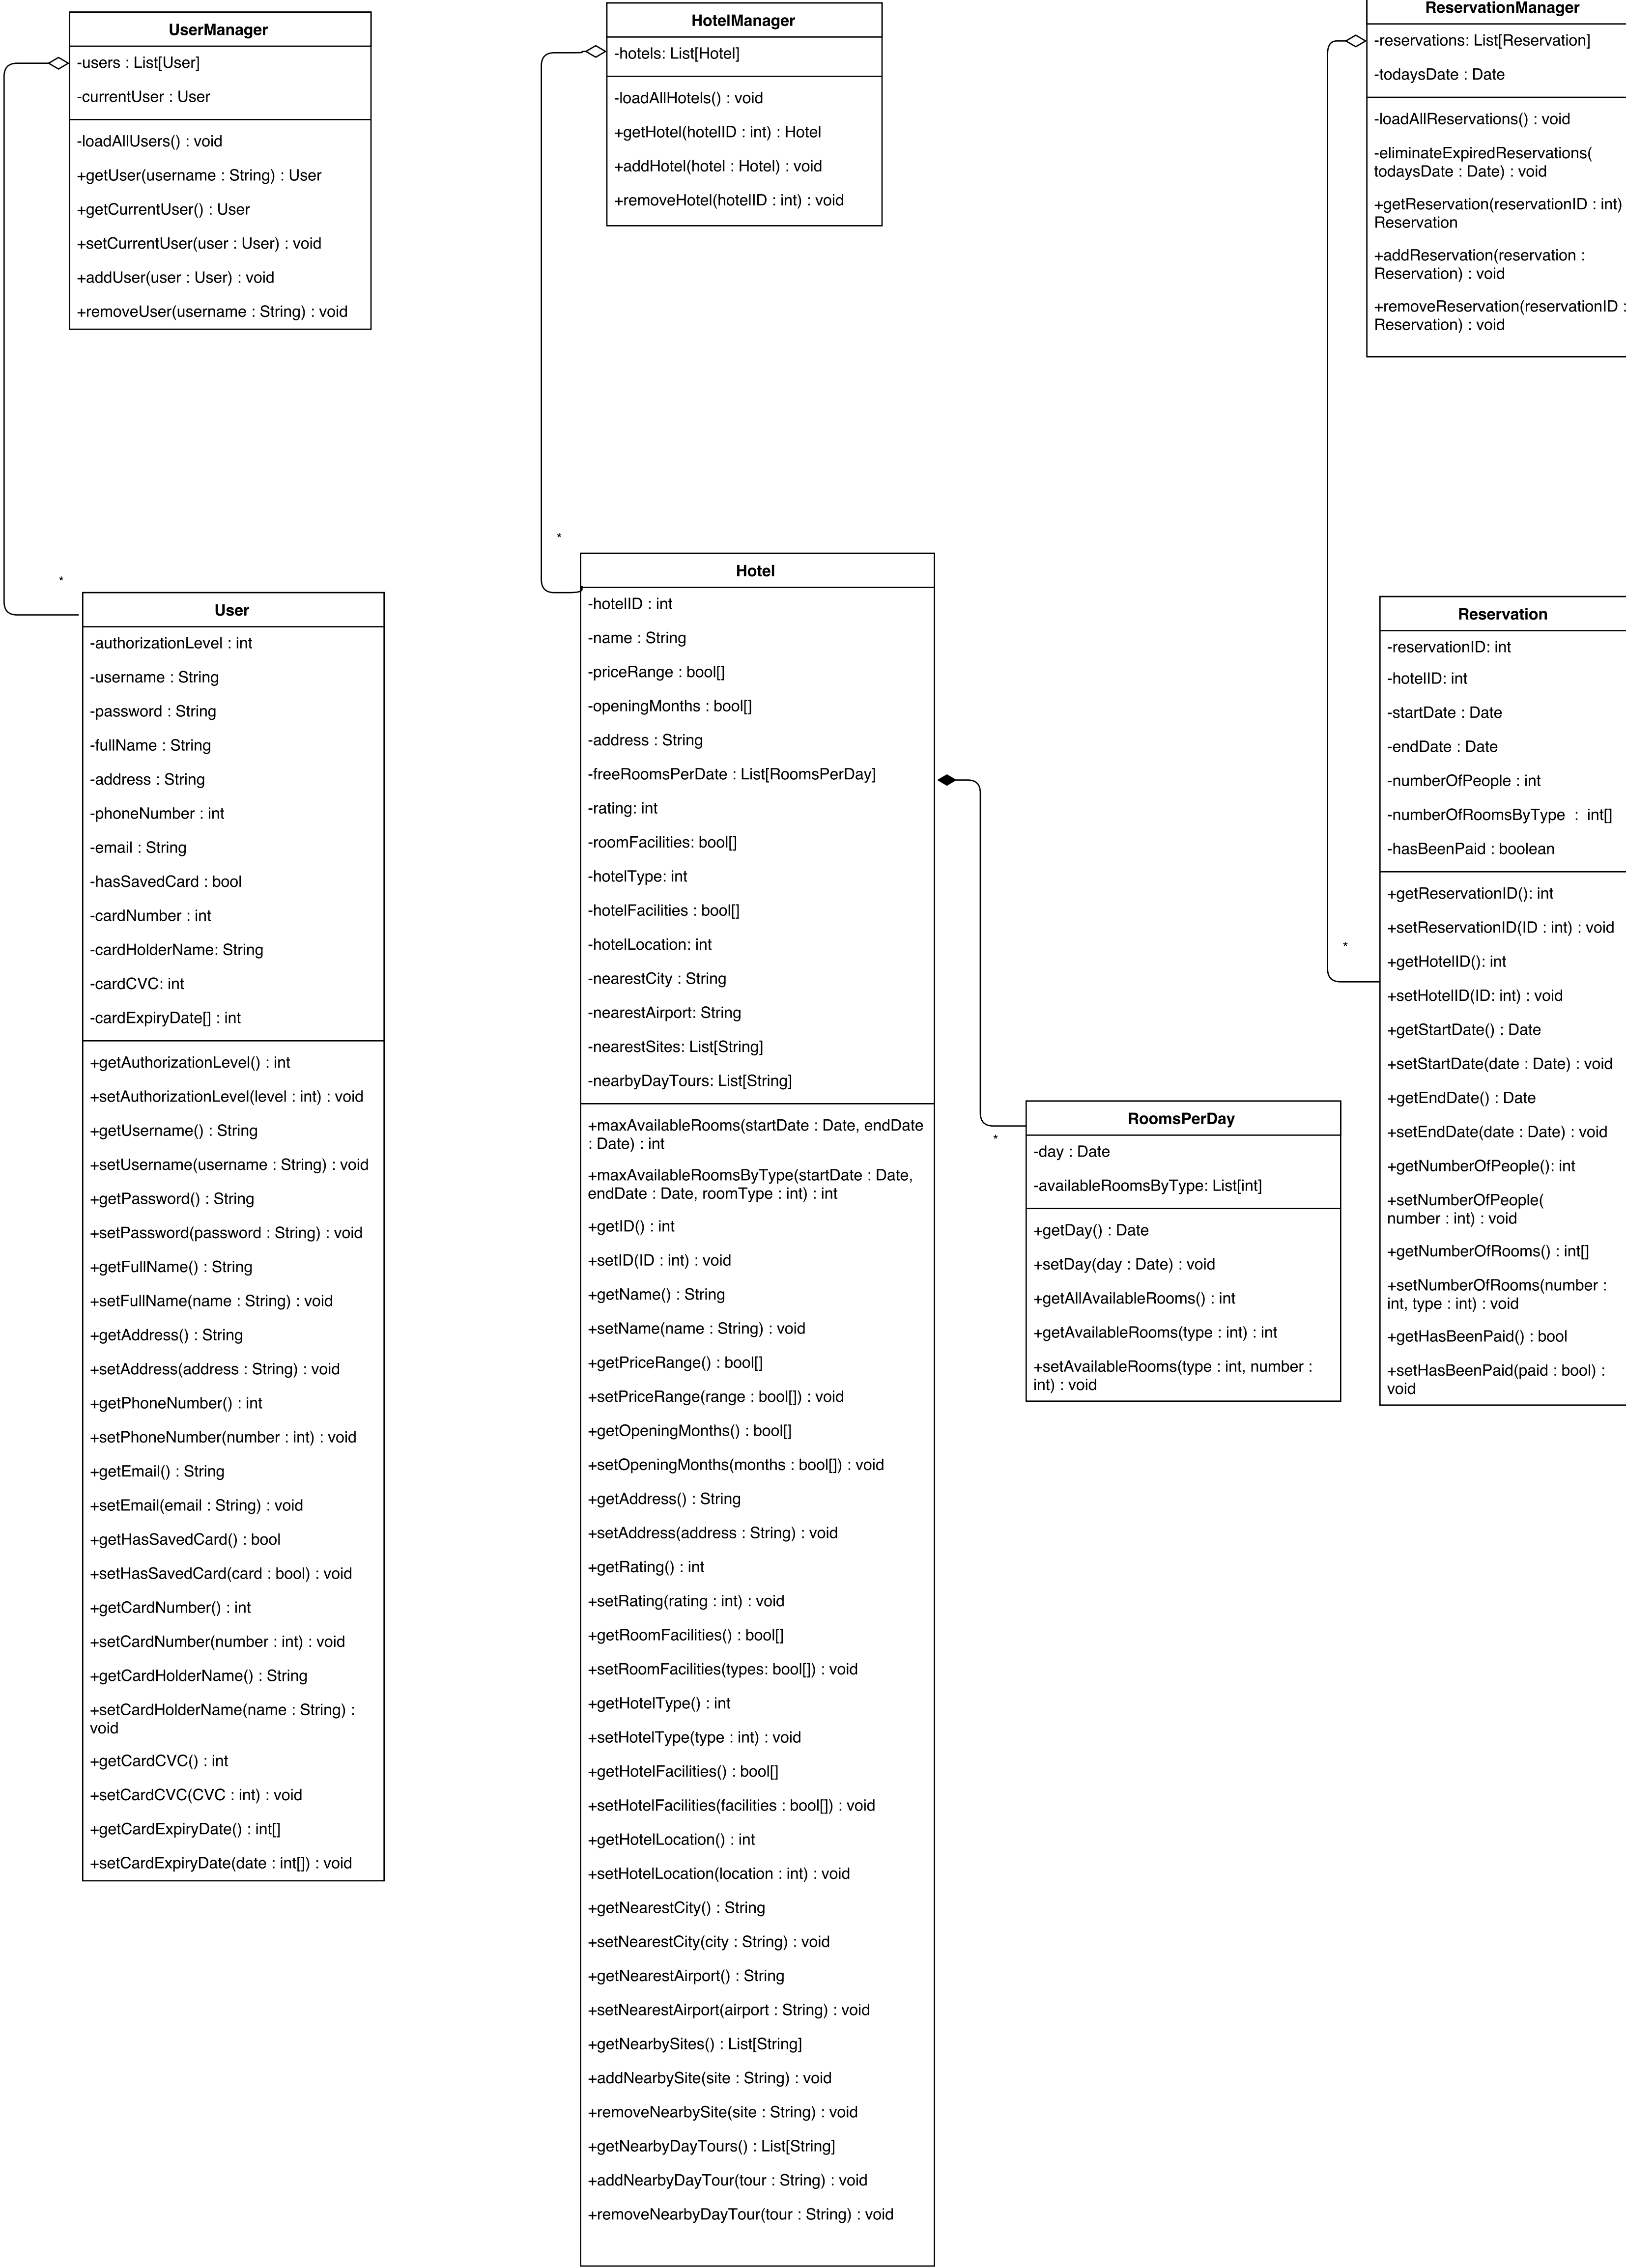 UserManager
-users : List[User]
-currentUser : User
-loadAllUsers() : void
+getUser(username : String) : User
+getCurrentUser() : User
+setCurrentUser(user : User) : void
+addUser(user : User) : void
+removeUser(username : String) : void
HotelManager
-hotels: List[Hotel]
-loadAllHotels() : void
+getHotel(hotelID : int) : Hotel
+addHotel(hotel : Hotel) : void
+removeHotel(hotelID : int) : void
ReservationManager
-reservations: List[Reservation]
-todaysDate : Date
-loadAllReservations() : void
-eliminateExpiredReservations(
todaysDate : Date) : void
+getReservation(reservationID : int)
Reservation
+addReservation(reservation :
Reservation) : void
+removeReservation(reservationID :
Reservation) : void
*
User
-authorizationLevel : int
-username : String
-password : String
-fullName : String
-address : String
-phoneNumber : int
-email : String
-hasSavedCard : bool
-cardNumber : int
-cardHolderName: String
-cardCVC: int
-cardExpiryDate[] : int
+getAuthorizationLevel() : int
+setAuthorizationLevel(level : int) : void
+getUsername() : String
+setUsername(username : String) : void
+getPassword() : String
+setPassword(password : String) : void
+getFullName() : String
+setFullName(name : String) : void
+getAddress() : String
+setAddress(address : String) : void
+getPhoneNumber() : int
+setPhoneNumber(number : int) : void
+getEmail() : String
+setEmail(email : String) : void
+getHasSavedCard() : bool
+setHasSavedCard(card : bool) : void
+getCardNumber() : int
+setCardNumber(number : int) : void
+getCardHolderName() : String
+setCardHolderName(name : String) :
void
+getCardCVC() : int
+setCardCVC(CVC : int) : void
+getCardExpiryDate() : int[]
+setCardExpiryDate(date : int[]) : void
*
Hotel
-hotelID : int
-name : String
-priceRange : bool[]
-openingMonths : bool[]
-address : String
-freeRoomsPerDate : List[RoomsPerDay]
-rating: int
-roomFacilities: bool[]
-hotelType: int
-hotelFacilities : bool[]
-hotelLocation: int
-nearestCity : String
-nearestAirport: String
-nearestSites: List[String]
-nearbyDayTours: List[String]
+maxAvailableRooms(startDate : Date, endDate
: Date) : int
+maxAvailableRoomsByType(startDate : Date,
endDate : Date, roomType : int) : int
+getID() : int
+setID(ID : int) : void
+getName() : String
+setName(name : String) : void
+getPriceRange() : bool[]
+setPriceRange(range : bool[]) : void
+getOpeningMonths() : bool[]
+setOpeningMonths(months : bool[]) : void
+getAddress() : String
+setAddress(address : String) : void
+getRating() : int
+setRating(rating : int) : void
+getRoomFacilities() : bool[]
+setRoomFacilities(types: bool[]) : void
+getHotelType() : int
+setHotelType(type : int) : void
+getHotelFacilities() : bool[]
+setHotelFacilities(facilities : bool[]) : void
+getHotelLocation() : int
+setHotelLocation(location : int) : void
+getNearestCity() : String
+setNearestCity(city : String) : void
+getNearestAirport() : String
+setNearestAirport(airport : String) : void
+getNearbySites() : List[String]
+addNearbySite(site : String) : void
+removeNearbySite(site : String) : void
+getNearbyDayTours() : List[String]
+addNearbyDayTour(tour : String) : void
+removeNearbyDayTour(tour : String) : void
*
RoomsPerDay
-day : Date
-availableRoomsByType: List[int]
+getDay() : Date
+setDay(day : Date) : void
+getAllAvailableRooms() : int
+getAvailableRooms(type : int) : int
+setAvailableRooms(type : int, number :
int) : void
*
Reservation
-reservationID: int
-hotelID: int
-startDate : Date
-endDate : Date
-numberOfPeople : int
-numberOfRoomsByType : int[]
-hasBeenPaid : boolean
+getReservationID(): int
+setReservationID(ID : int) : void
+getHotelID(): int
+setHotelID(ID: int) : void
+getStartDate() : Date
+setStartDate(date : Date) : void
+getEndDate() : Date
+setEndDate(date : Date) : void
+getNumberOfPeople(): int
+setNumberOfPeople(
number : int) : void
+getNumberOfRooms() : int[]
+setNumberOfRooms(number :
int, type : int) : void
+getHasBeenPaid() : bool
+setHasBeenPaid(paid : bool) :
void